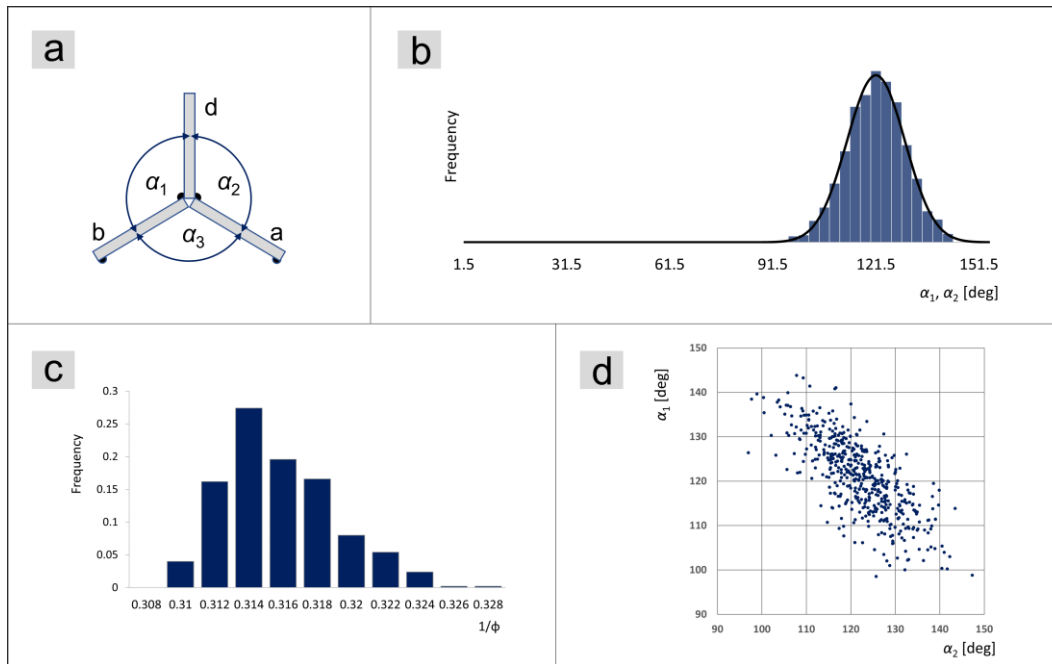 a
d
α1
α2
b
α3
a
b
Frequency
1.5 31.5 61.5 91.5 121.5 151.5
α1, α2 [deg]
c
0.3
0.25
0.2
0.15
0.1
0.05
0
Frequency
0.308 0.31 0.312 0.314 0.316 0.318 0.32 0.322 0.324 0.326 0.328
1/ϕ
d
150
140
130
120
110
100
90
α1 [deg]
90 100 110 120 130 140 150
α2 [deg]